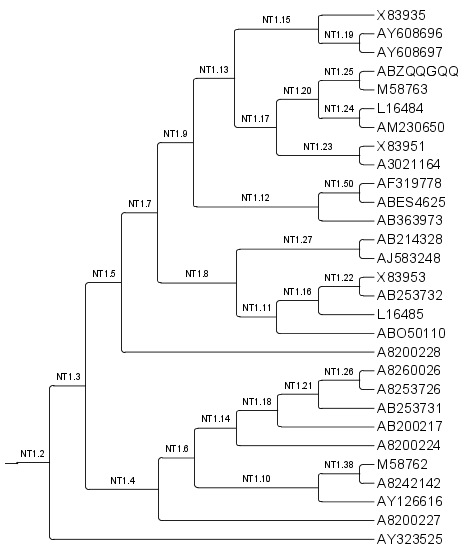 NT1.15 X83935
NT1.19 AY608696
AY608697
NT1.13 NT1.25 ABZQQGQQ
NT1.20 M58763
NT1.24 L16484
NT1.17 AM230650
NT1.9 NT1.23 X83951
A3021164
NT1.50 AF319778
NT1.12 ABES4625
NT1.7 AB363973
NT1.27 AB214328
AJ583248
NT1.5 NT1.8 NT1.22 X83953
NT1.16 AB253732
NT1.11 L16485
ABO50110
A8200228
NT1.3 NT1.26 A8260026
NT1.21 A8253726
NT1.18 AB253731
NT1.14 AB200217
A8200224
NT1.2 NT1.6 NT1.38 M58762
NT1.4 NT1.10 A8242142
AY126616
A8200227
AY323525